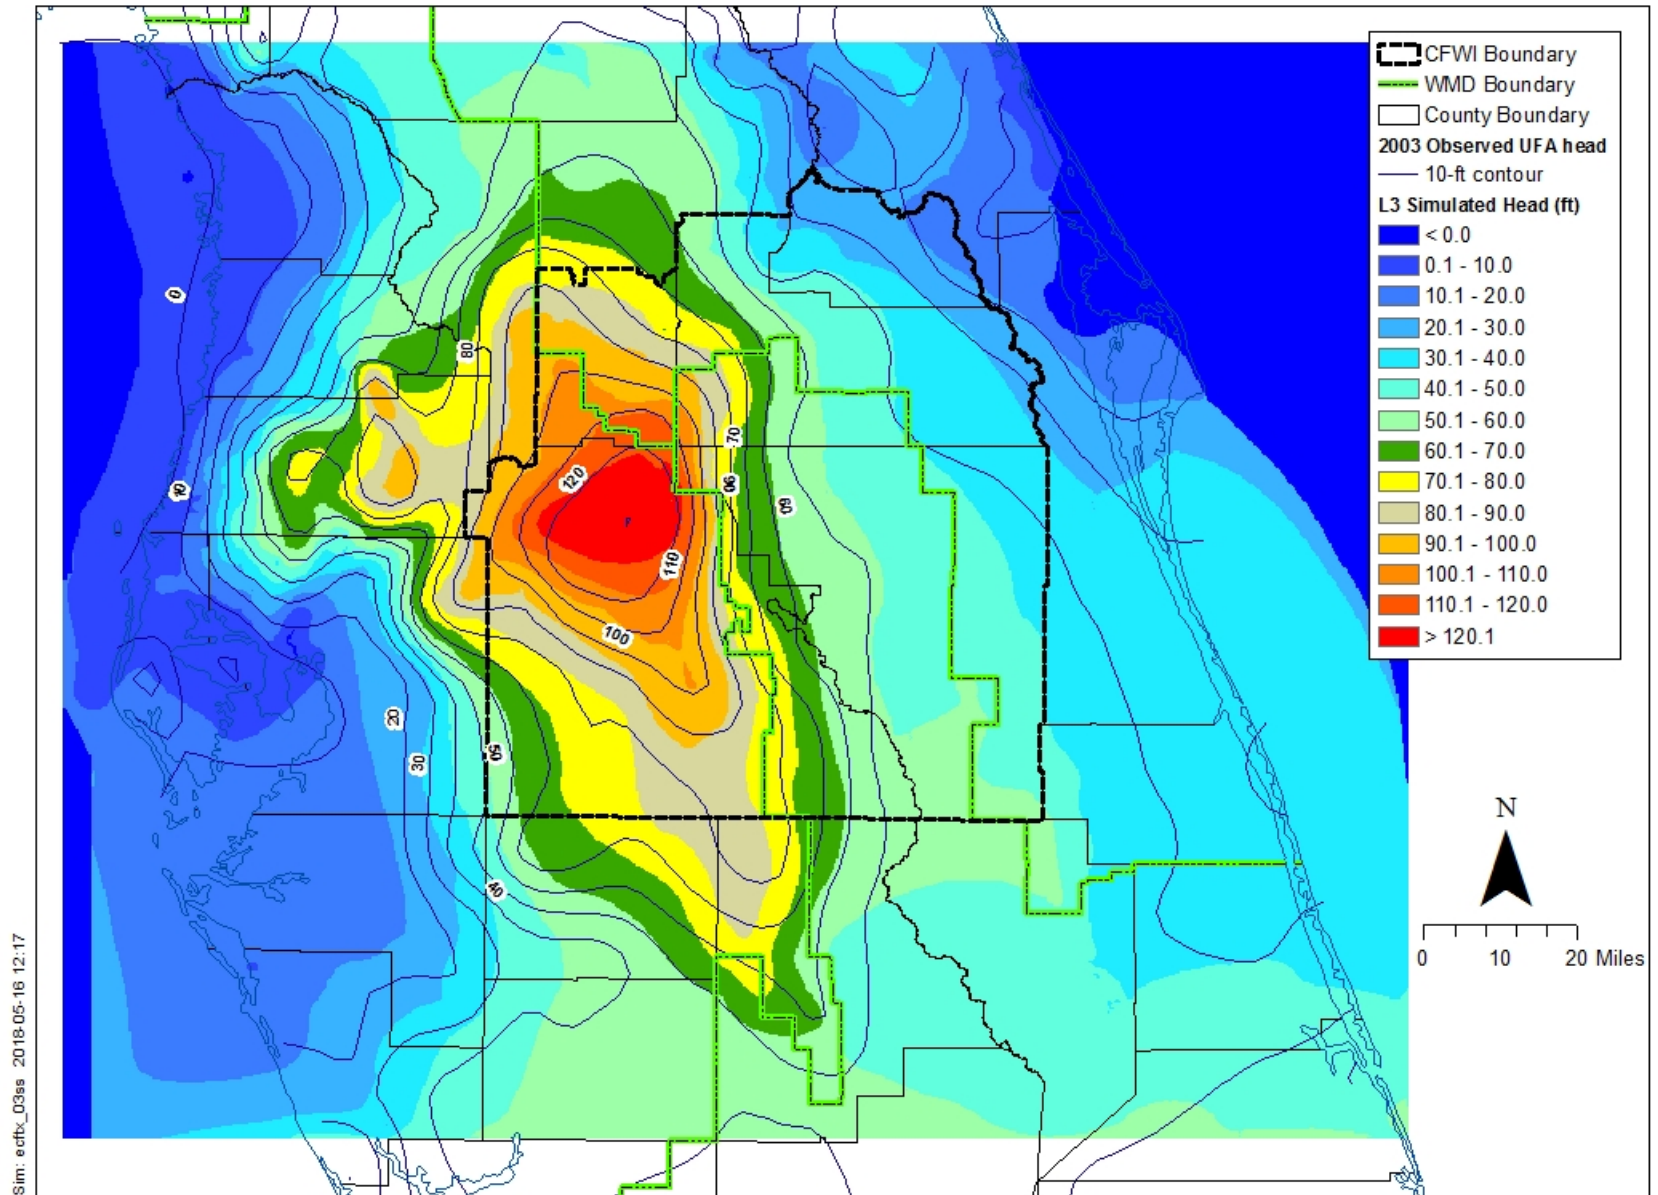 CFWI Boundary
WMD Boundary
County Boundary
2003 Observed UFA head
10-ft contour
L3 Simulated Head (ft)
< 0.0
0.1 - 10.0
10.1 - 20.0
20.1 - 30.0
30.1 - 40.0
40.1 - 50.0
50.1 - 60.0
60.1 - 70.0
70.1 - 80.0
80.1 - 90.0
90.1 - 100.0
100.1 - 110.0
110.1 - 120.0
> 120.1
0
80
70
120
90
10
60
110
100
20
50
30
40
N
0 10 20 Miles
Sim: ecftx_03ss 2018-05-16 12:17